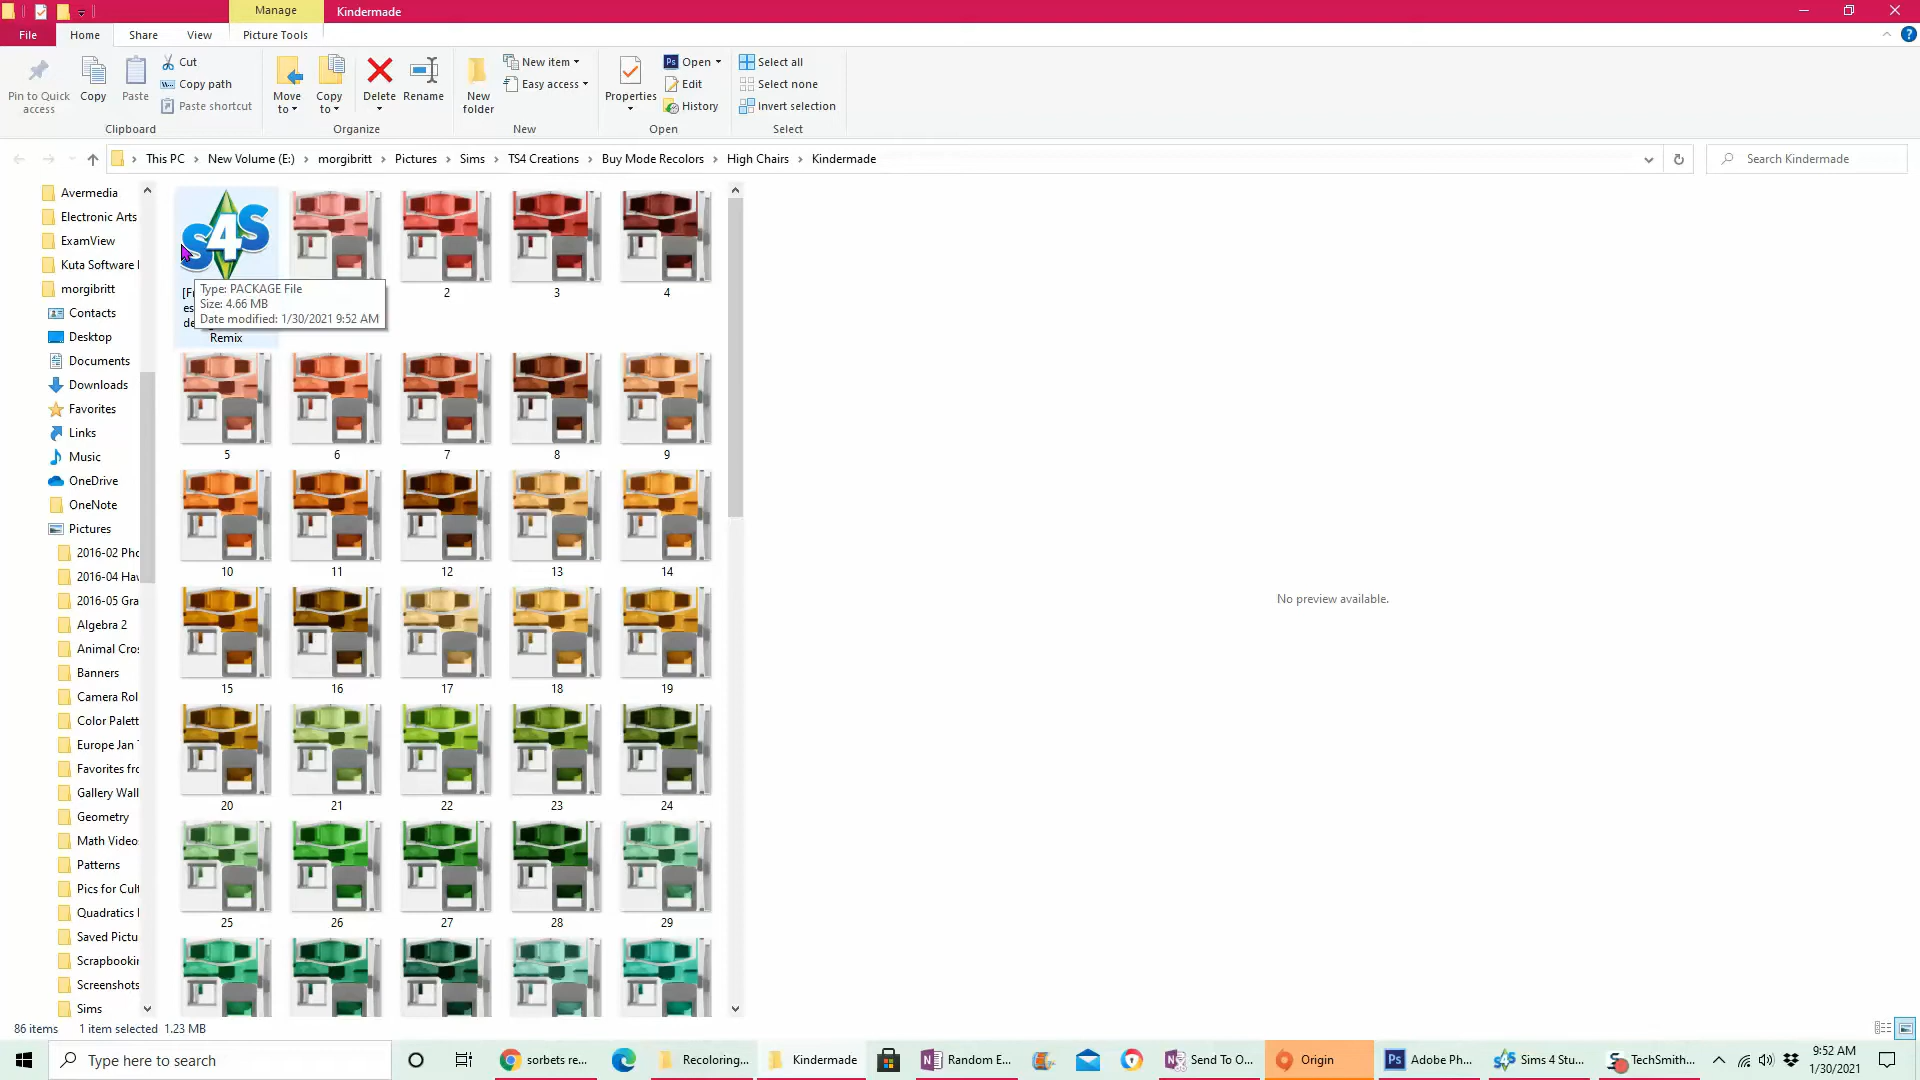 Manage
Kindermade
File
Home
Share
View
Picture Tools
Pin to Quick access
Copy
Paste
Cut
Copy path
Paste shortcut
Clipboard
Move to
Copy to
Delete
Rename
Organize
New folder
New item
Easy access
New
Properties
Open
Edit
History
Open
Select all
Select none
Invert selection
Select
This PC > New Volume (E:) > morgibritt > Pictures > Sims > TS4 Creations > Buy Mode Recolors > High Chairs > Kindermade
Search Kindermade
Avermedia
Electronic Arts
ExamView
Kuta Software
morgibritt
Contacts
Desktop
Documents
Downloads
Favorites
Links
Music
OneDrive
OneNote
Pictures
2016-02 Pho
2016-04 Hav
2016-05 Gra
Algebra 2
Animal Cros
Banners
Camera Rol
Color Palett
Europe Jan
Favorites fro
Gallery Wall
Geometry
Math Video
Patterns
Pics for Cult
Quadratics
Saved Pictu
Scrapbookin
Screenshots
Sims
S4S
Type: PACKAGE File
Size: 4.66 MB
Date modified: 1/30/2021 9:52 AM
Remix
2
3
4
5
6
7
8
9
10
11
12
13
14
15
16
17
18
19
20
21
22
23
24
25
26
27
28
29
No preview available.
86 items
1 item selected 1.23 MB
Type here to search
sorbets re...
Recoloring...
Kindermade
Random E...
Send To O...
Origin
Ps
Adobe Ph...
Sims 4 Stu...
TechSmith...
9:52 AM
1/30/2021